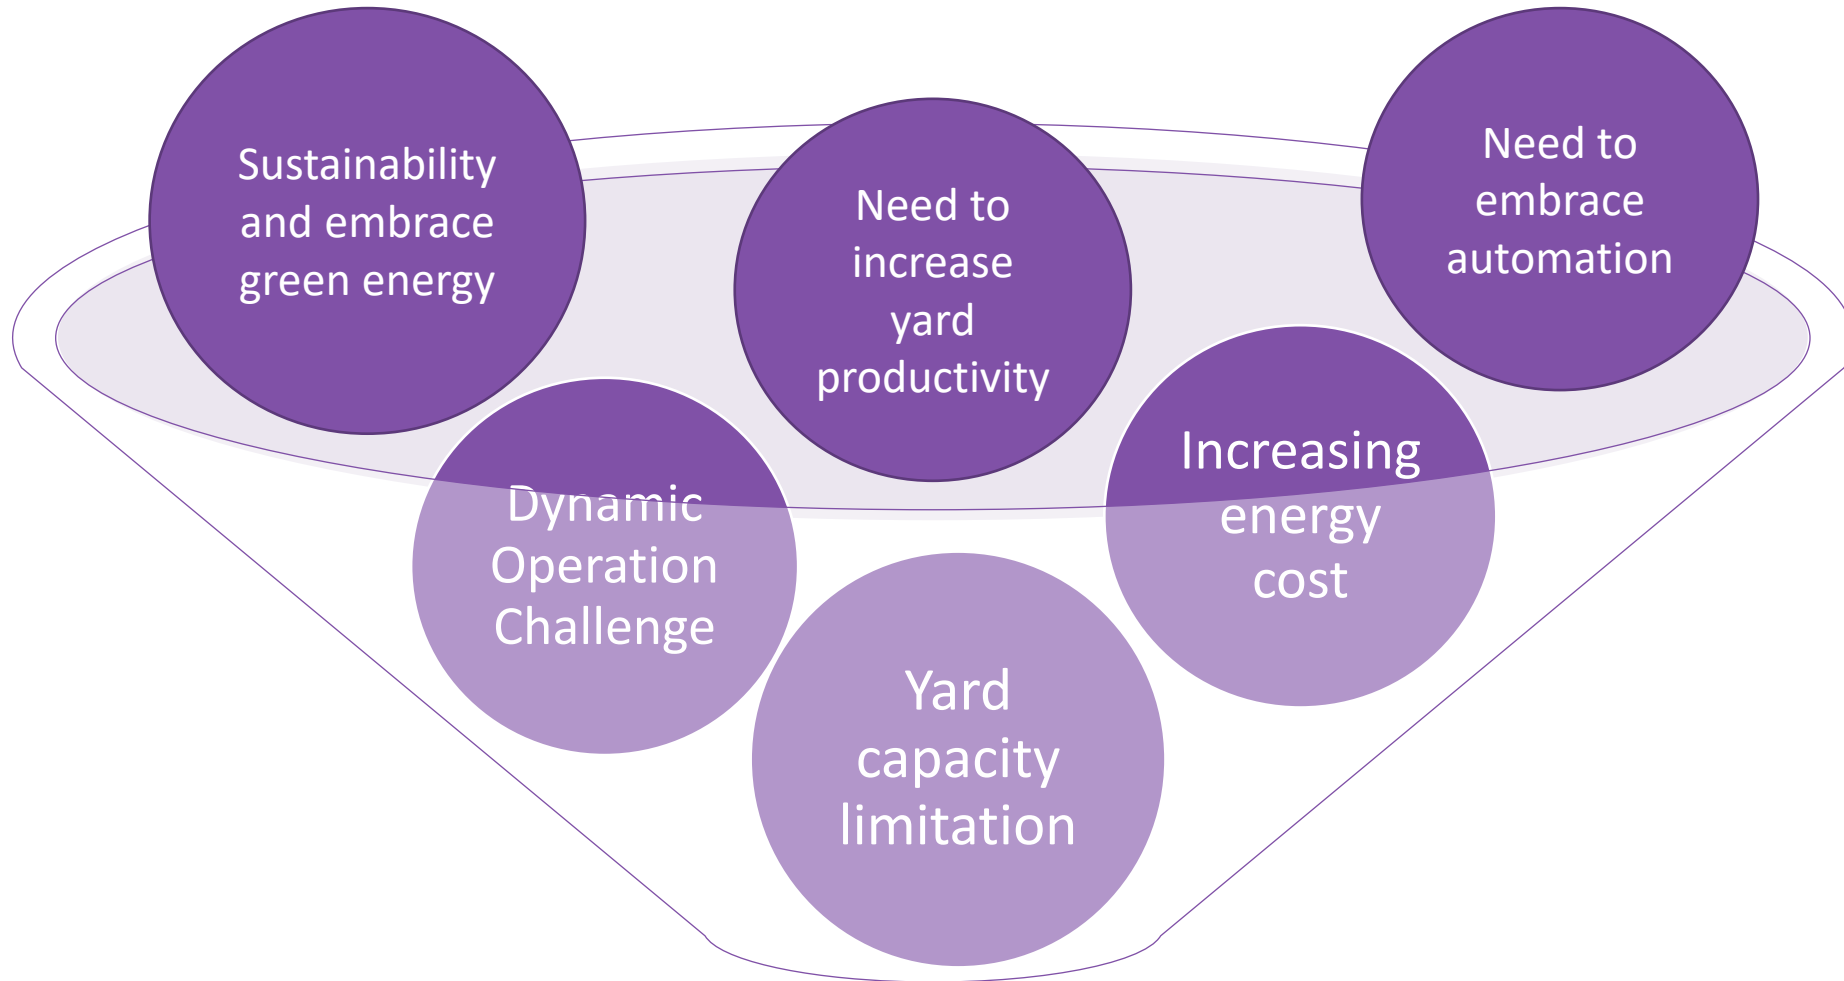 Sustainability
and embrace
green energy
Need to
increase
yard
productivity
Need to
embrace
automation
Dynamic
Operation
Challenge
Increasing
energy
cost
Yard
capacity
limitation